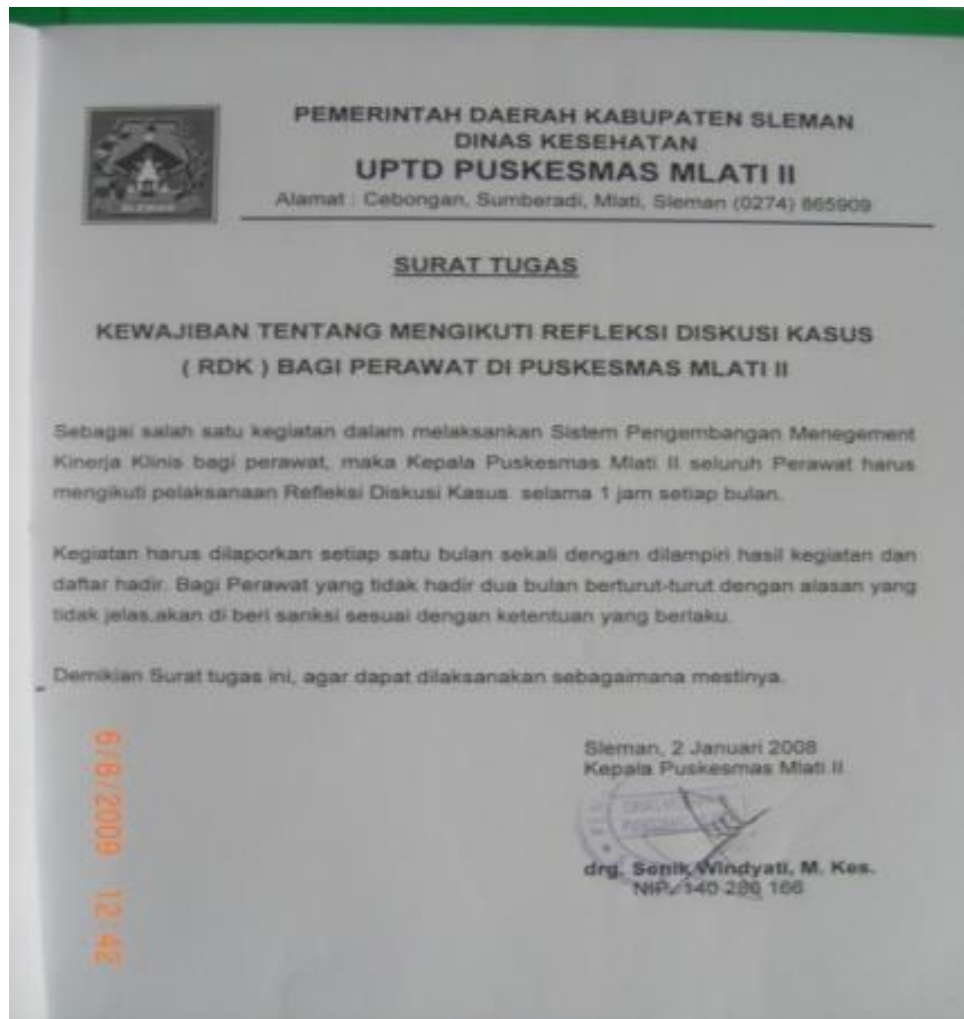 PEMERINTAH DAERAH KABUPATEN SLEMAN
DINAS KESEHATAN
UPTD PUSKESMAS MLATI II
Alamat : Cebongan, Sumberadi, Mlati, Sleman (0274) 865909
SLEMAN
SURAT TUGAS
KEWAJIBAN TENTANG MENGIKUTI REFLEKSI DISKUSI KASUS
( RDK ) BAGI PERAWAT DI PUSKESMAS MLATI II
Sebagai salah satu kegiatan dalam melaksankan Sistem Pengembangan Menegement
Kinerja Klinis bagi perawat, maka Kepala Puskesmas Mlati II seluruh Perawat harus
mengikuti pelaksanaan Refleksi Diskusi Kasus selama 1 jam setiap bulan.
Kegiatan harus dilaporkan setiap satu bulan sekali dengan dilampiri hasil kegiatan dan
daftar hadir. Bagi Perawat yang tidak hadir dua bulan berturut-turut dengan alasan yang
tidak jelas,akan di beri sanksi sesuai dengan ketentuan yang berlaku.
Demikian Surat tugas ini, agar dapat dilaksanakan sebagaimana mestinya.
Sleman, 2 Januari 2008
Kepala Puskesmas Mlati II
drg. Senik Windyati, M. Kes.
NIP. 140 286 166
6/8/2009 12:42